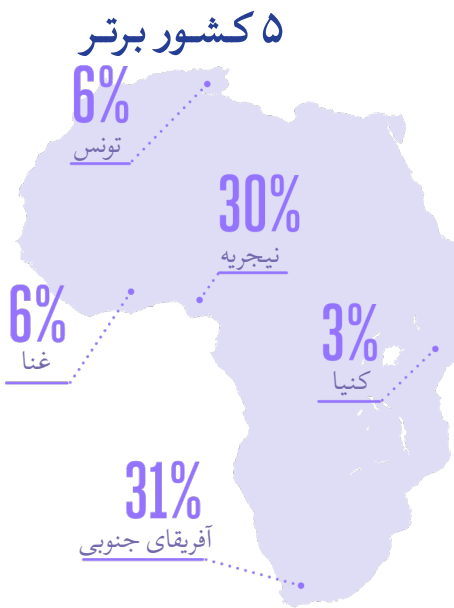 ۵ کشور برتر
6%
تونس
30%
نیجریه
6%
غنا
3%
کنیا
31%
آفریقای جنوبی